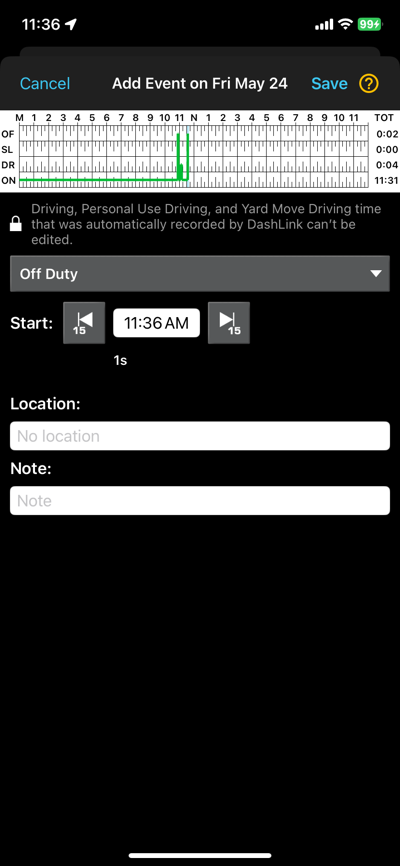 11:36 99
Cancel Add Event on Fri May 24 Save ?
M 1 2 3 4 5 6 7 8 9 10 11 N 1 2 3 4 5 6 7 8 9 10 11 TOT
OF 0:02
SL 0:00
DR 0:04
ON 11:31
Driving, Personal Use Driving, and Yard Move Driving time
that was automatically recorded by DashLink can't be
edited.
Off Duty
Start: 15 11:36 AM 15
1s
Location:
No location
Note:
Note